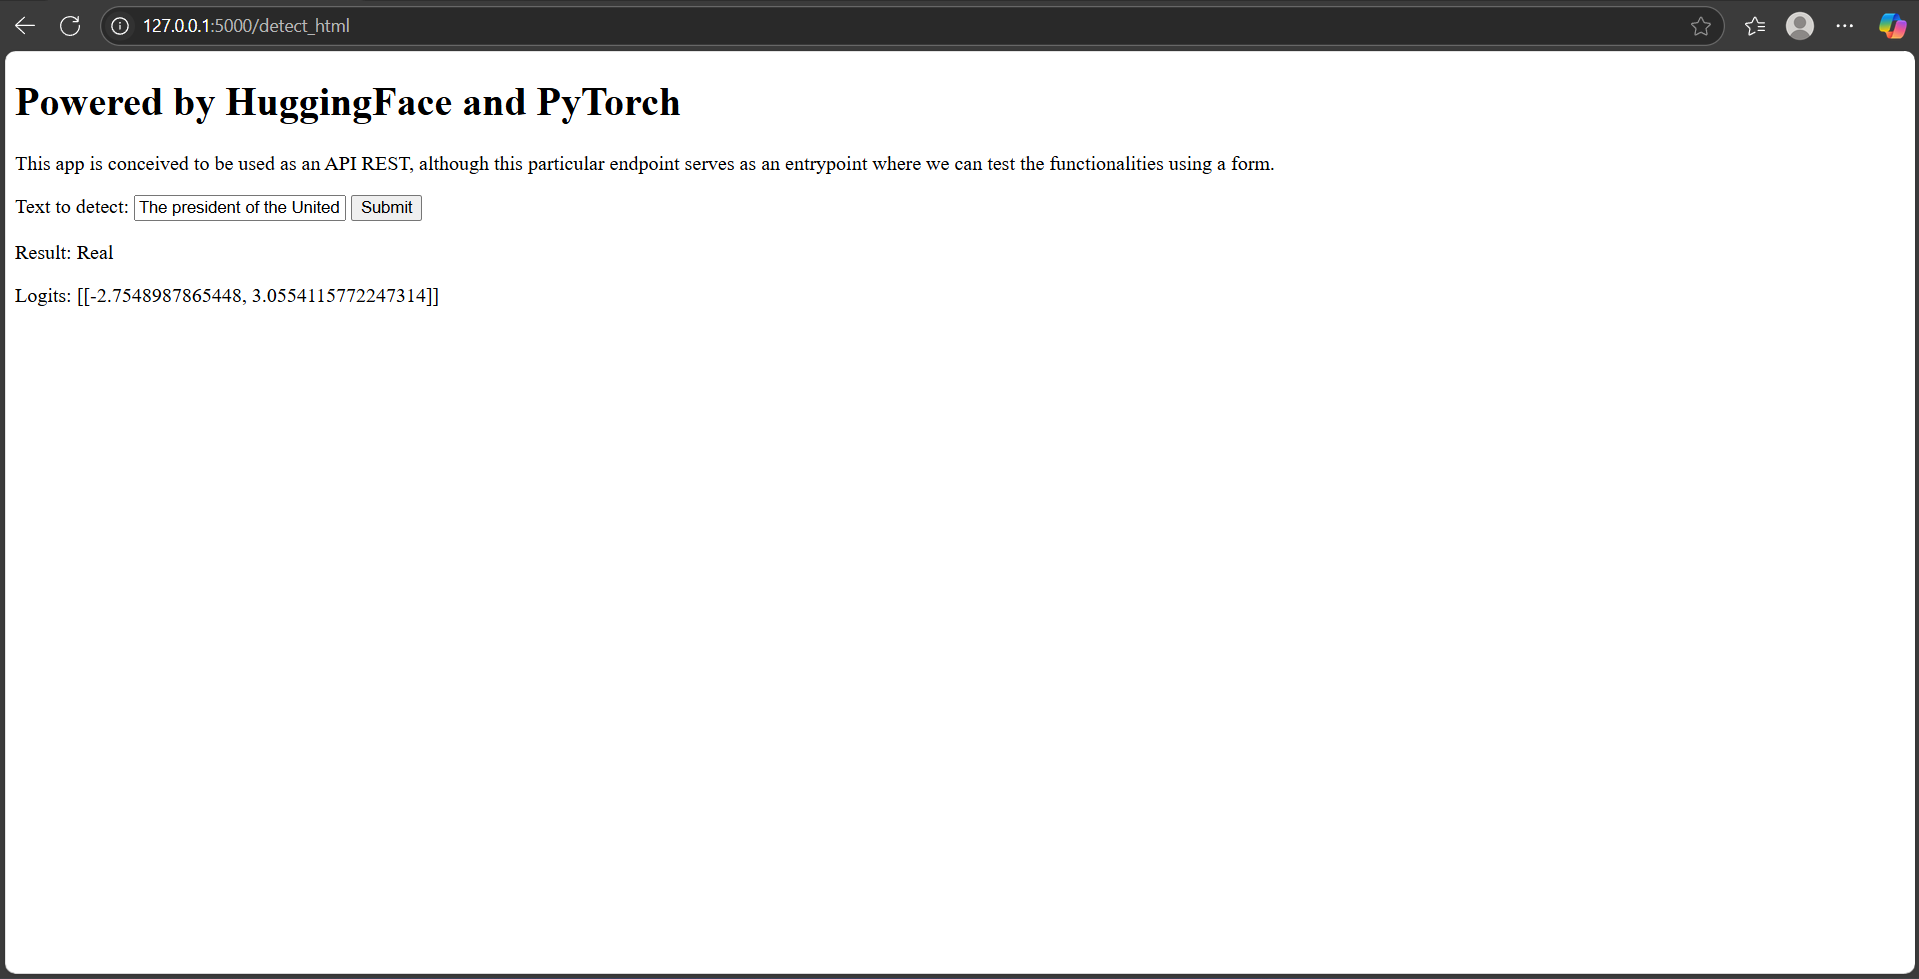 127.0.0.1:5000/detect_html
Powered by HuggingFace and PyTorch
This app is conceived to be used as an API REST, although this particular endpoint serves as an entrypoint where we can test the functionalities using a form.
Text to detect: The president of the United Submit
Result: Real
Logits: [[-2.7548987865448, 3.0554115772247314]]